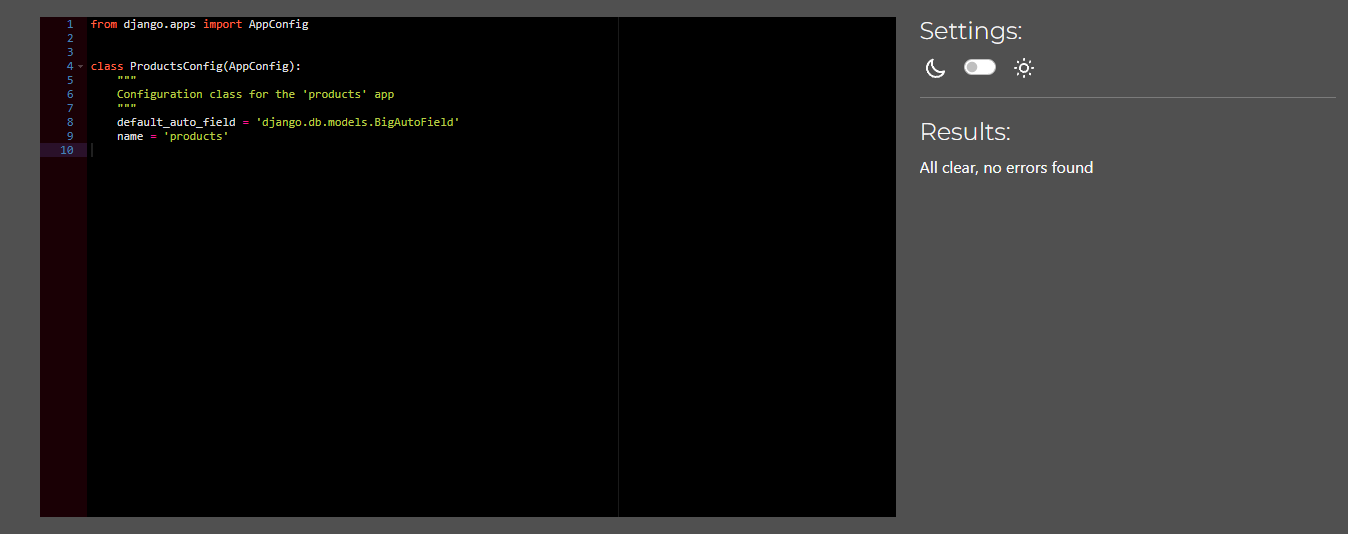 1 from django.apps import AppConfig
2
3
4 class ProductsConfig(AppConfig):
5     """
6     Configuration class for the 'products' app
7     """
8     default_auto_field = 'django.db.models.BigAutoField'
9     name = 'products'
10
Settings:
Results:
All clear, no errors found